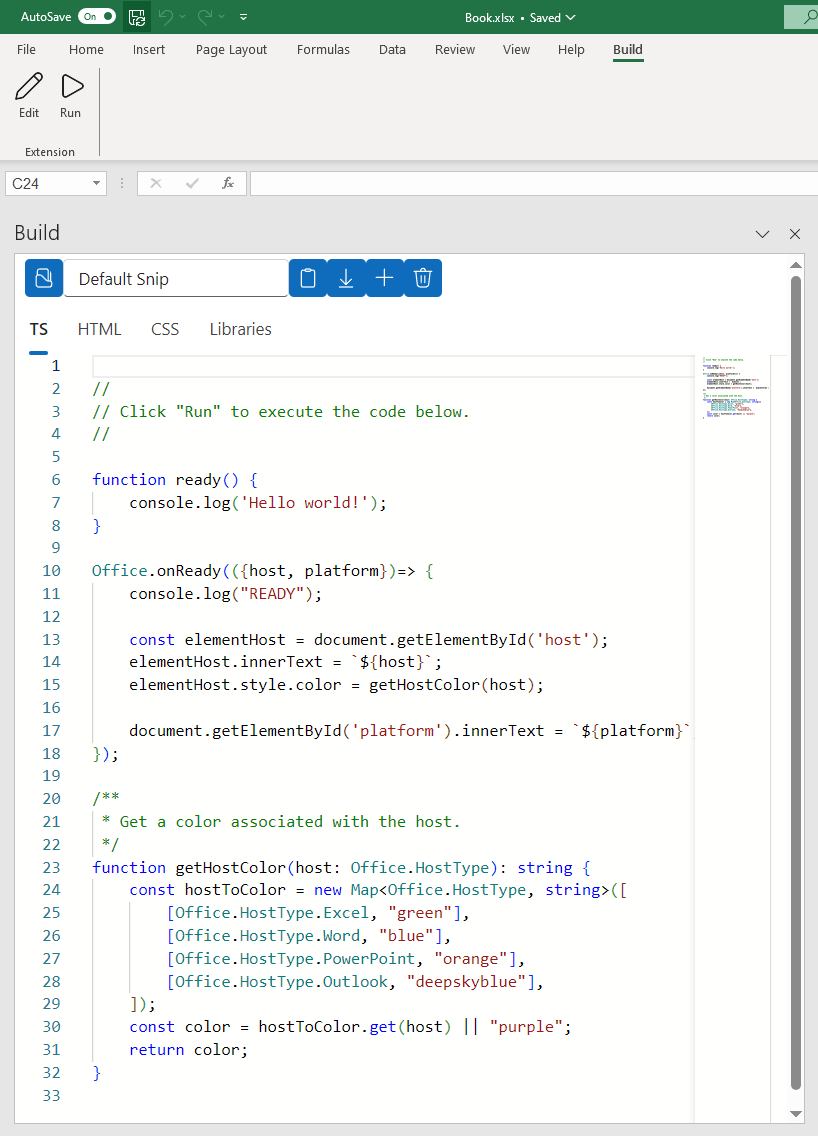 AutoSave On Book.xlsx • Saved
File Home Insert Page Layout Formulas Data Review View Help Build
Edit Run
Extension
C24 fx
Build
Default Snip
TS HTML CSS Libraries
1
2 //
3 // Click "Run" to execute the code below.
4 //
5
6 function ready() {
7 console.log('Hello world!');
8 }
9
10 Office.onReady(({host, platform})=> {
11 console.log("READY");
12
13 const elementHost = document.getElementById('host');
14 elementHost.innerText = `${host}`;
15 elementHost.style.color = getHostColor(host);
16
17 document.getElementById('platform').innerText = `${platform}`
18 });
19
20 /**
21 * Get a color associated with the host.
22 */
23 function getHostColor(host: Office.HostType): string {
24 const hostToColor = new Map<Office.HostType, string>([
25 [Office.HostType.Excel, "green"],
26 [Office.HostType.Word, "blue"],
27 [Office.HostType.PowerPoint, "orange"],
28 [Office.HostType.Outlook, "deepskyblue"],
29 ]);
30 const color = hostToColor.get(host) || "purple";
31 return color;
32 }
33